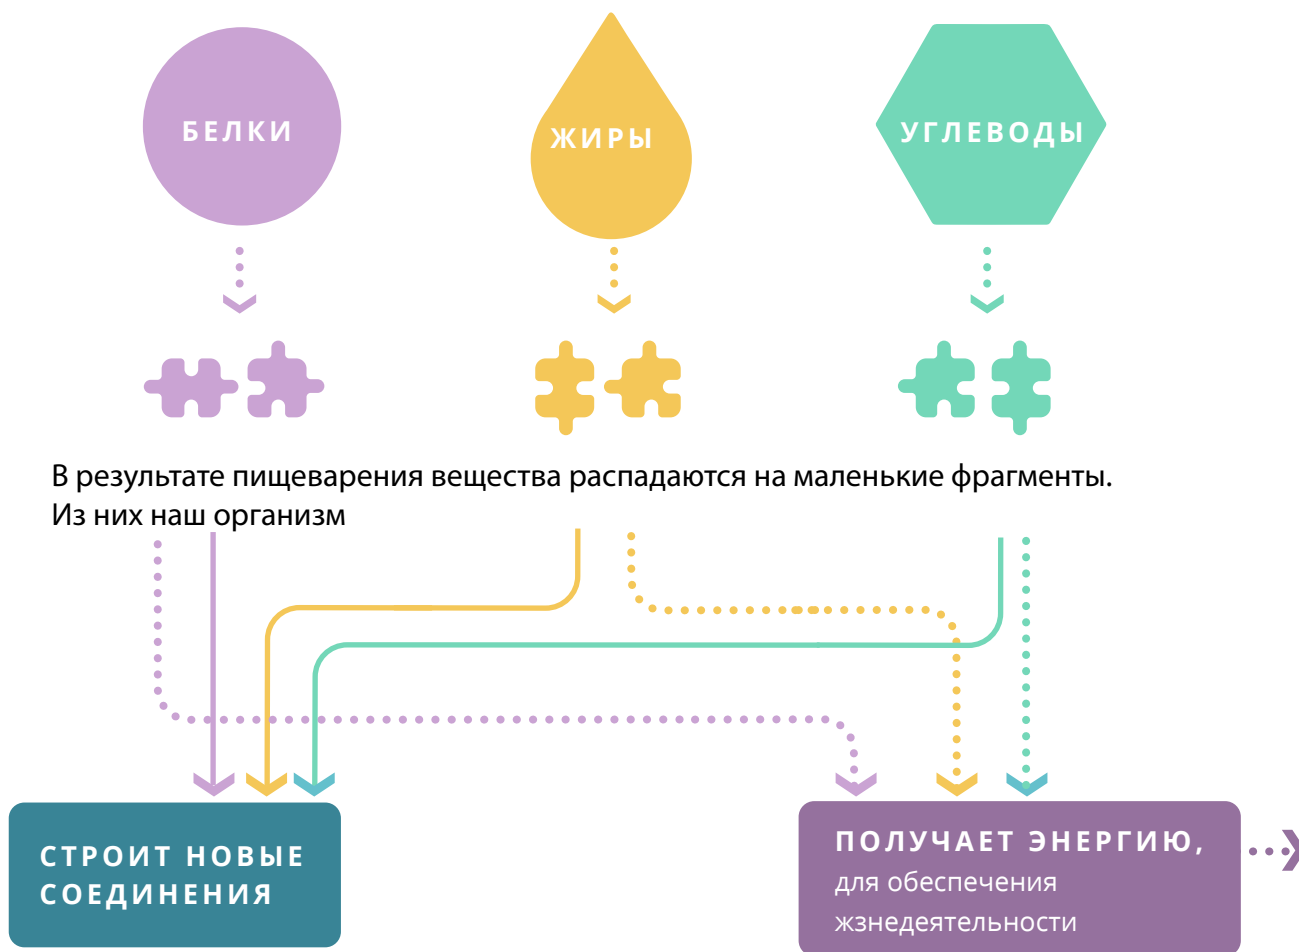 БЕЛКИ
ЖИРЫ
УГЛЕВОДЫ
В результате пищеварения вещества распадаются на маленькие фрагменты.
Из них наш организм
СТРОИТ НОВЫЕ
СОЕДИНЕНИЯ
ПОЛУЧАЕТ ЭНЕРГИЮ,
для обеспечения
жзнедеятельности